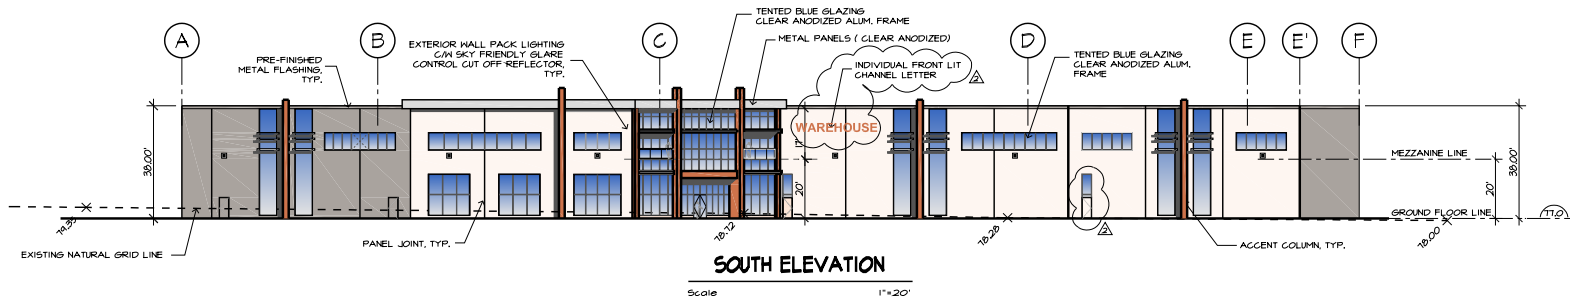 TENTED BLUE GLAZING
CLEAR ANODIZED ALUM. FRAME
A
B
C
D
E
E'
F
EXTERIOR WALL PACK LIGHTING
C/W SKY FRIENDLY GLARE
CONTROL CUT OFF REFLECTOR,
TYP.
METAL PANELS ( CLEAR ANODIZED)
PRE-FINISHED
METAL FLASHING,
TYP.
INDIVIDUAL FRONT LIT
CHANNEL LETTER
2
TENTED BLUE GLAZING
CLEAR ANODIZED ALUM.
FRAME
WAREHOUSE
38.00'
17'
20'
MEZZANINE LINE
38.00'
20'
GROUND FLOOR LINE
77.0
79.35
78.72
78.28
78.00
2
EXISTING NATURAL GRID LINE
PANEL JOINT, TYP.
ACCENT COLUMN, TYP.
SOUTH ELEVATION
Scale 1"=20'